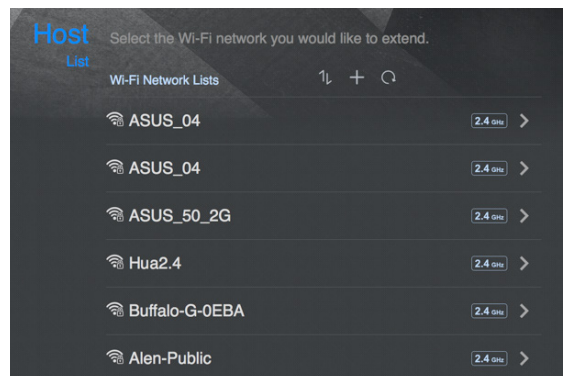 Host
List
Select the Wi-Fi network you would like to extend.
Wi-Fi Network Lists
ASUS_04 2.4 GHz
ASUS_04 2.4 GHz
ASUS_50_2G 2.4 GHz
Hua2.4 2.4 GHz
Buffalo-G-0EBA 2.4 GHz
Alen-Public 2.4 GHz